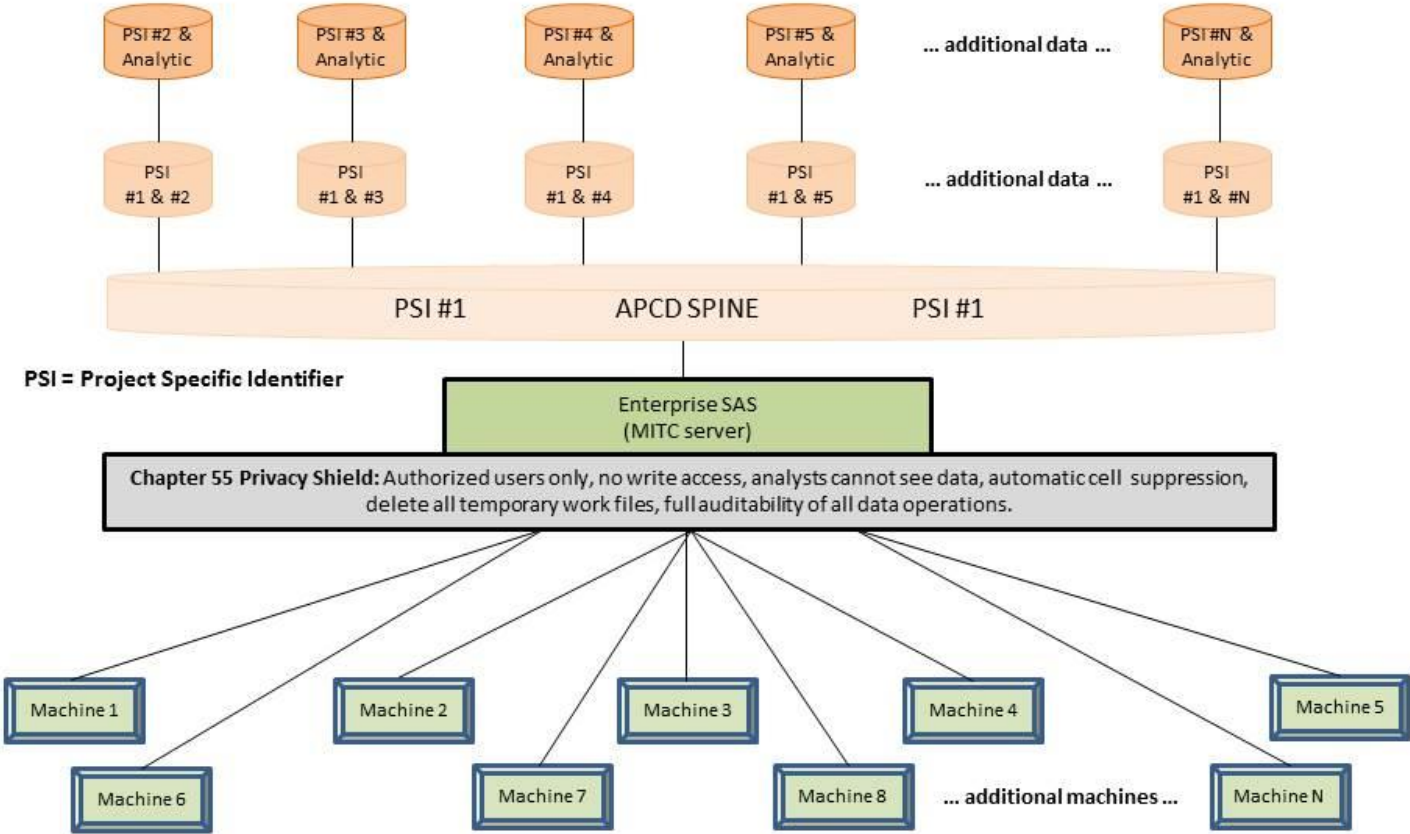 PSI #2 &
Analytic
PSI #3 &
Analytic
PSI #4 &
Analytic
PSI #5 &
Analytic
... additional data ...
PSI #N &
Analytic
PSI
#1 & #2
PSI
#1 & #3
PSI
#1 & #4
PSI
#1 & #5
... additional data ...
PSI
#1 & #N
PSI #1 APCD SPINE PSI #1
PSI = Project Specific Identifier
Enterprise SAS
(MITC server)
Chapter 55 Privacy Shield: Authorized users only, no write access, analysts cannot see data, automatic cell suppression,
delete all temporary work files, full auditability of all data operations.
Machine 1
Machine 2
Machine 3
Machine 4
Machine 5
Machine 6
Machine 7
Machine 8
... additional machines ...
Machine N